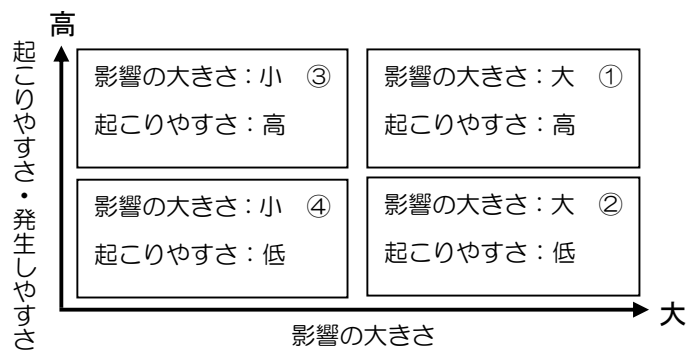 高
起こりやすさ・発生しやすさ
影響の大きさ：小　③
起こりやすさ：高
影響の大きさ：大　①
起こりやすさ：高
影響の大きさ：小　④
起こりやすさ：低
影響の大きさ：大　②
起こりやすさ：低
大
影響の大きさ